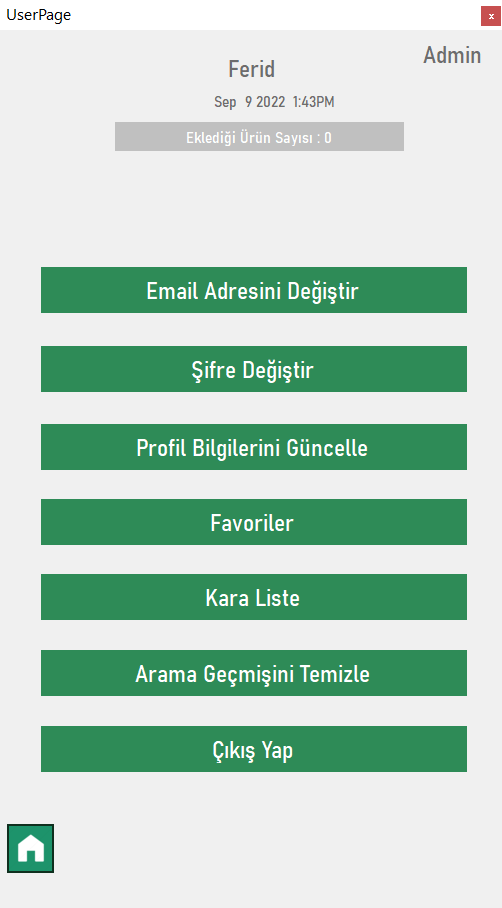 UserPage
x
Admin
Ferid
Sep 9 2022 1:43PM
Eklediği Ürün Sayısı : 0
Email Adresini Değiştir
Şifre Değiştir
Profil Bilgilerini Güncelle
Favoriler
Kara Liste
Arama Geçmişini Temizle
Çıkış Yap